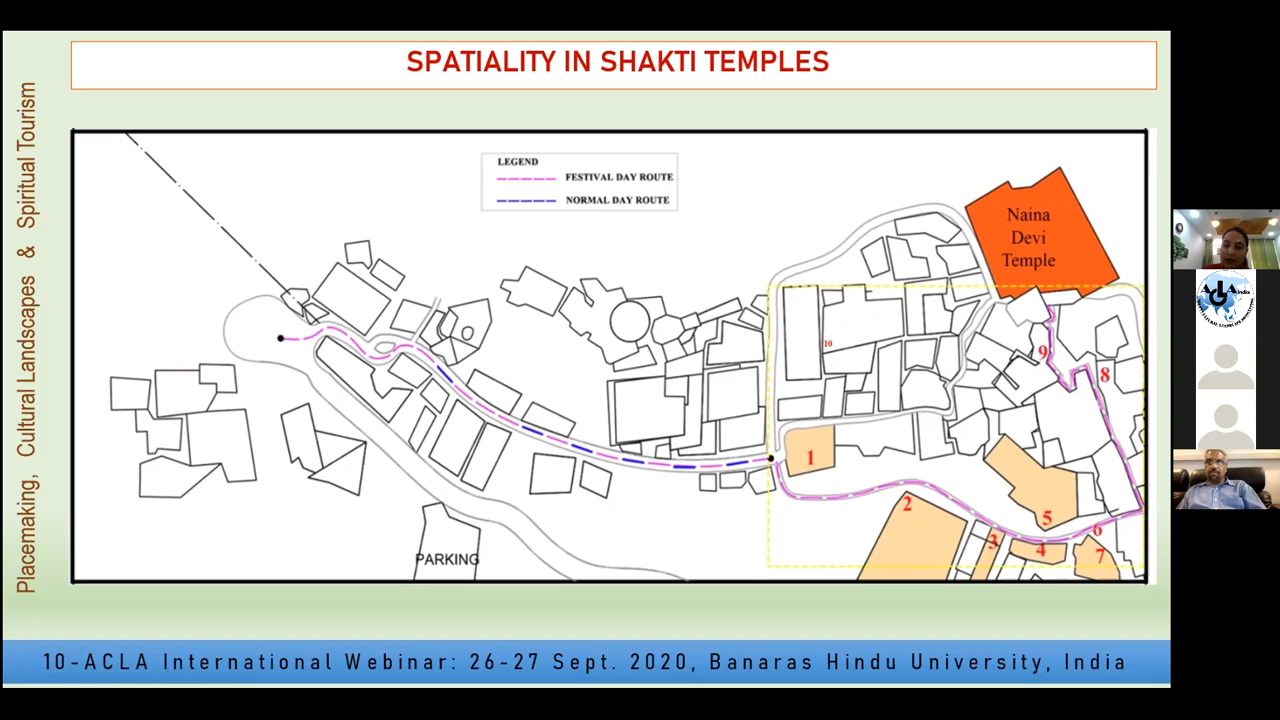 SPATIALITY IN SHAKTI TEMPLES
Placemaking, Cultural Landscapes & Spiritual Tourism
LEGEND
FESTIVAL DAY ROUTE
NORMAL DAY ROUTE
Naina
Devi
Temple
10
9
8
1
2
5
3
4
6
7
PARKING
ACLA
India
10-ACLA International Webinar: 26-27 Sept. 2020, Banaras Hindu University, India